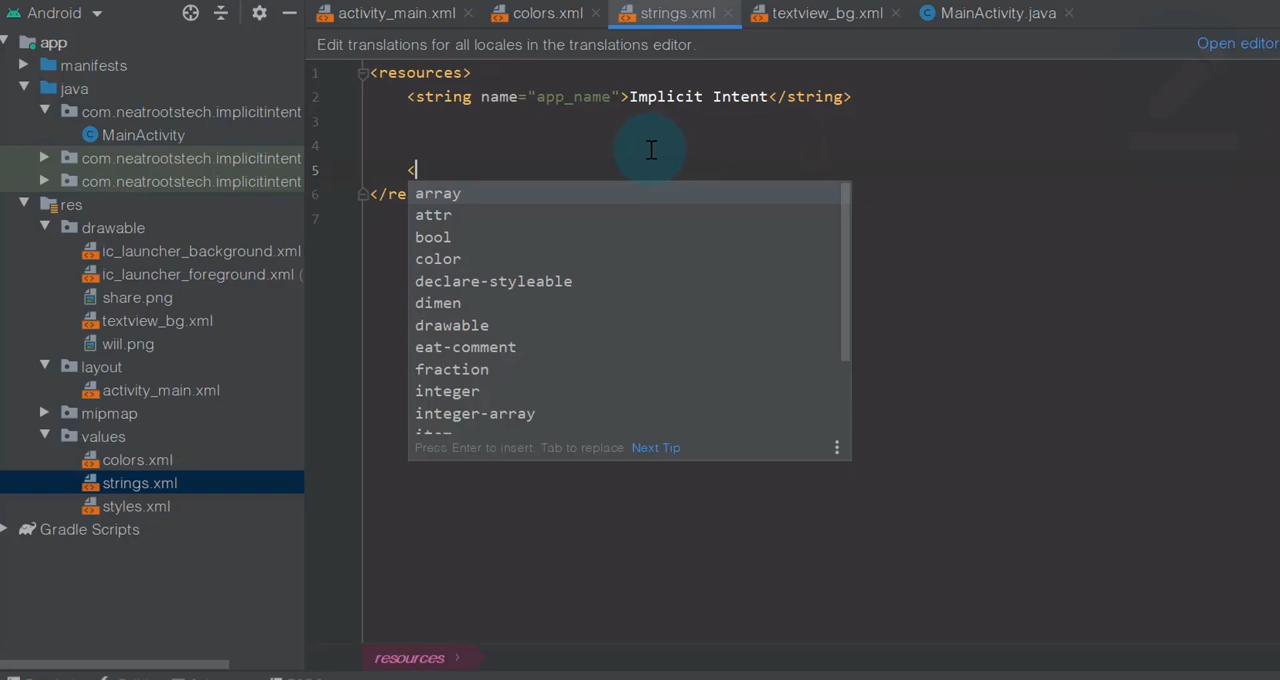 Android
activity_main.xml
colors.xml
strings.xml
textview_bg.xml
MainActivity.java
Edit translations for all locales in the translations editor.
Open editor
app
manifests
java
com.neatrootstech.implicitintent
MainActivity
com.neatrootstech.implicitintent
com.neatrootstech.implicitintent
res
drawable
ic_launcher_background.xml
ic_launcher_foreground.xml (
share.png
textview_bg.xml
wiil.png
layout
activity_main.xml
mipmap
values
colors.xml
strings.xml
styles.xml
Gradle Scripts
1 <resources>
2 <string name="app_name">Implicit Intent</string>
3
4
5 <
6 </re
7
array
attr
bool
color
declare-styleable
dimen
drawable
eat-comment
fraction
integer
integer-array
Press Enter to insert, Tab to replace Next Tip
resources